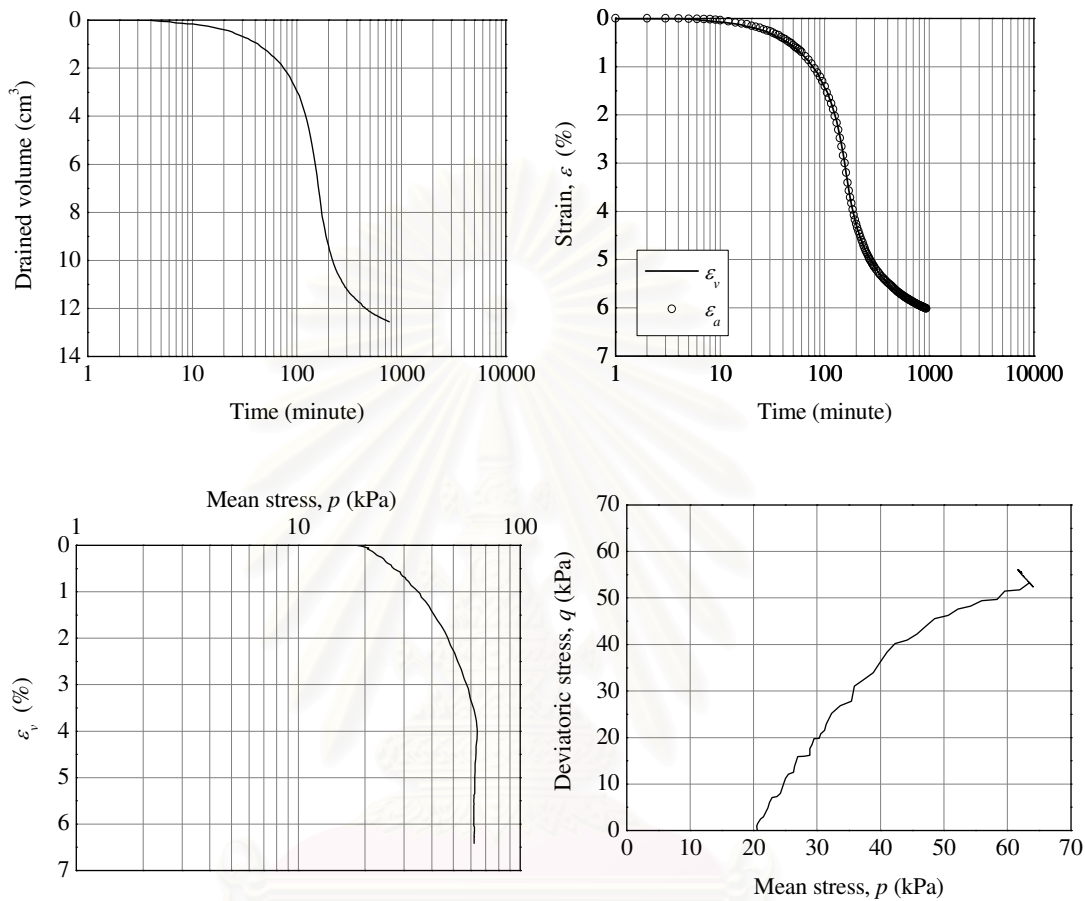 Drained volume (cm³)
0
2
4
6
8
10
12
14
1 10 100 1000 10000
Time (minute)
Strain, ε (%)
0
1
2
3
4
5
6
7
ε_v
ε_a
1 10 100 1000 10000
Time (minute)
Mean stress, p (kPa)
1 10 100
ε_v (%)
0
1
2
3
4
5
6
7
Deviatoric stress, q (kPa)
70
60
50
40
30
20
10
0
0 10 20 30 40 50 60 70
Mean stress, p (kPa)